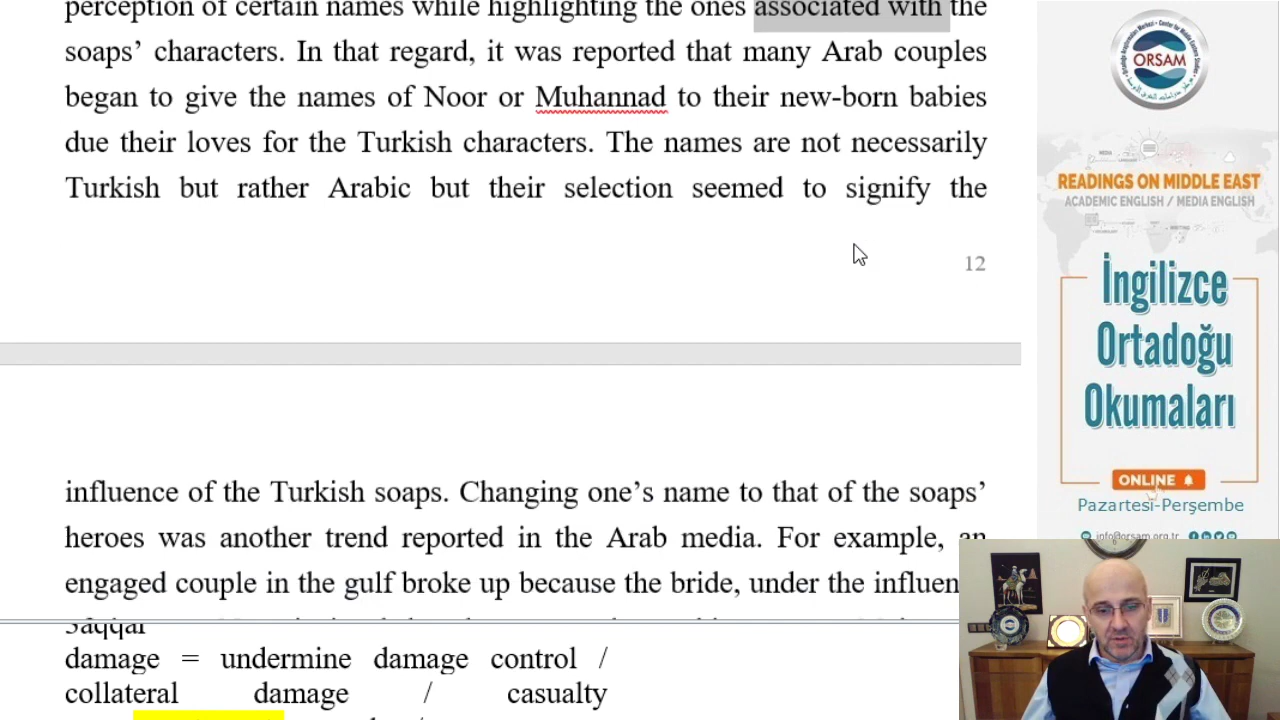 perception of certain names while highlighting the ones associated with the
soaps’ characters. In that regard, it was reported that many Arab couples
began to give the names of Noor or Muhannad to their new-born babies
due their loves for the Turkish characters. The names are not necessarily
Turkish but rather Arabic but their selection seemed to signify the
12
influence of the Turkish soaps. Changing one’s name to that of the soaps’
heroes was another trend reported in the Arab media. For example, an
engaged couple in the gulf broke up because the bride, under the
damage = undermine damage control /
collateral damage / casualty
ORSAM
READINGS ON MIDDLE EAST
ACADEMIC ENGLISH / MEDIA ENGLISH
İngilizce
Ortadoğu
Okumaları
ONLINE
Pazartesi-Perşembe
info@orsam.org.tr